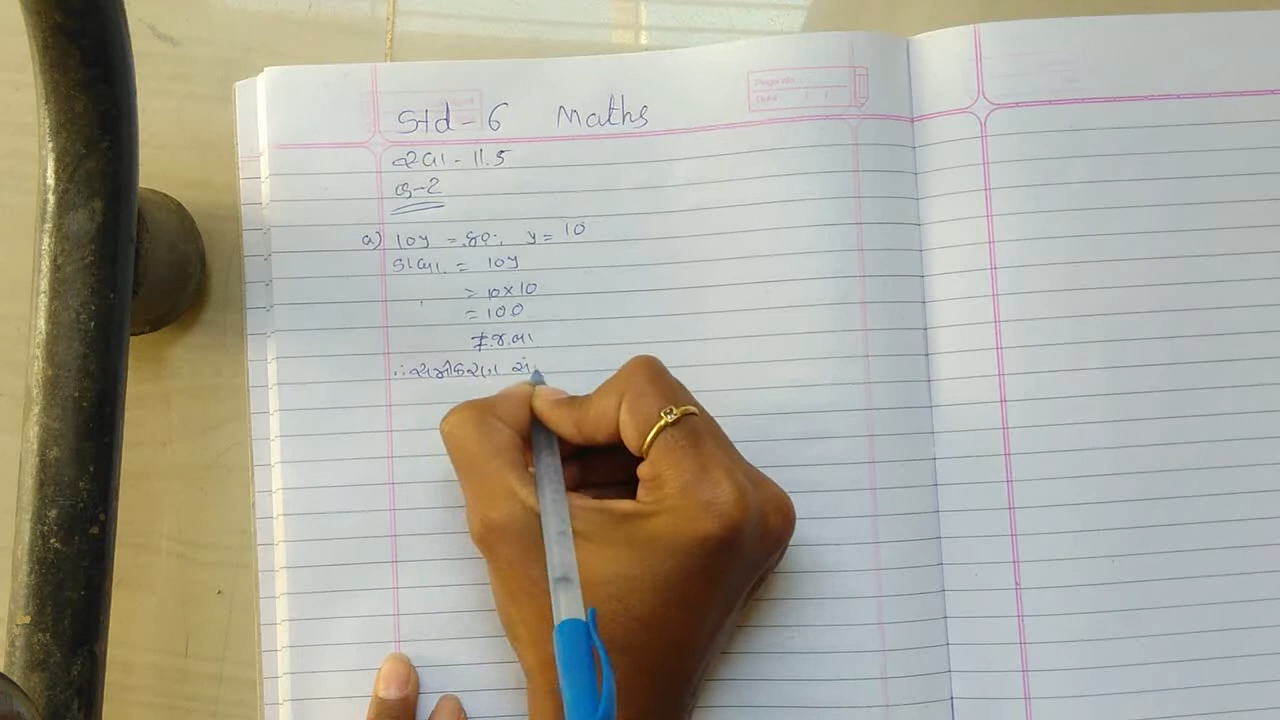 Std - 6 Maths
સ્વા - 11.5
પ્ર-2
a) 10y = 80; y = 10
ડાબા. = 10y
= 10×10
= 100
≠ જ.બા
∴ સમીકરણ સં